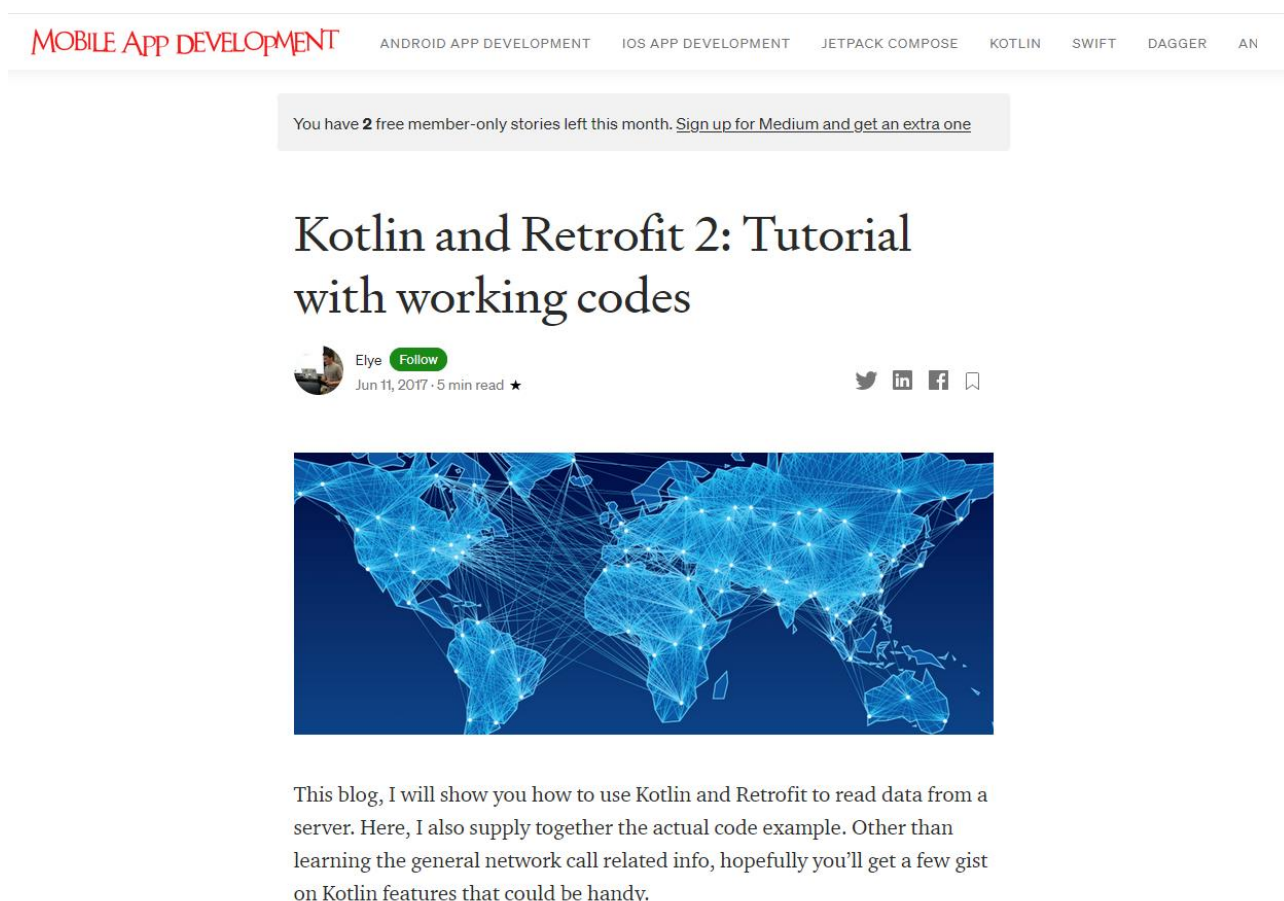 MOBILE APP DEVELOPMENT ANDROID APP DEVELOPMENT IOS APP DEVELOPMENT JETPACK COMPOSE KOTLIN SWIFT DAGGER AN
You have 2 free member-only stories left this month. Sign up for Medium and get an extra one
Kotlin and Retrofit 2: Tutorial
with working codes
Elye Follow
Jun 11, 2017 · 5 min read ★
This blog, I will show you how to use Kotlin and Retrofit to read data from a
server. Here, I also supply together the actual code example. Other than
learning the general network call related info, hopefully you’ll get a few gist
on Kotlin features that could be handy.